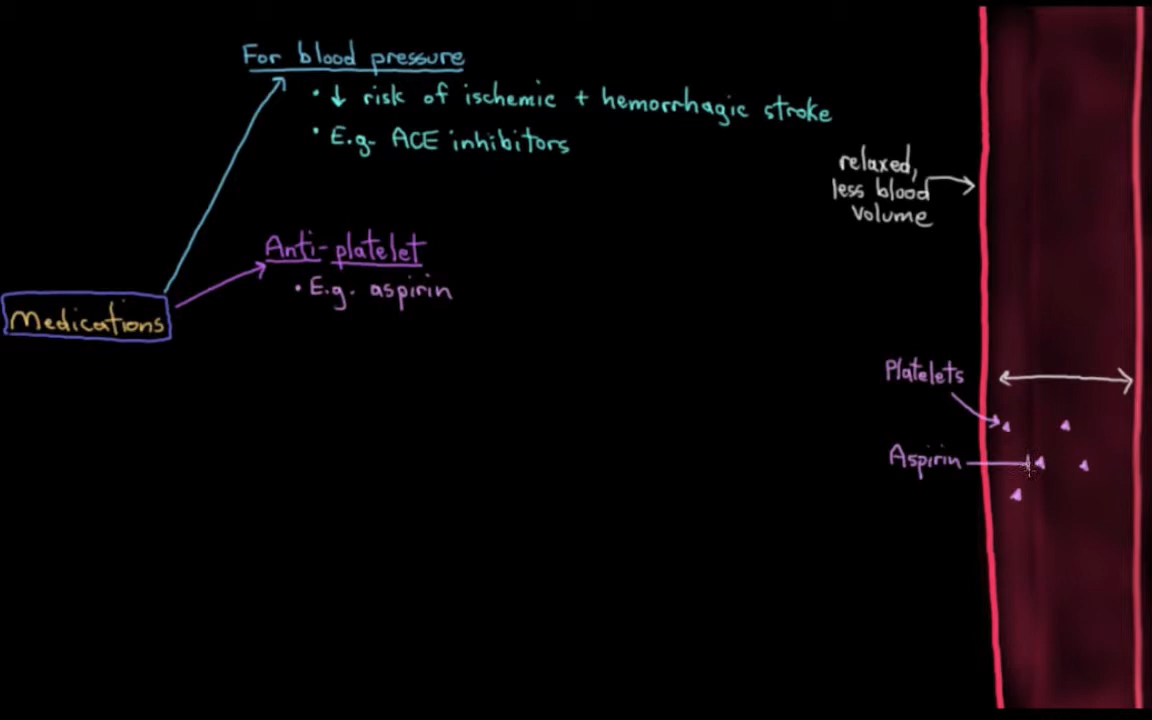 For blood pressure
• ↓ risk of ischemic + hemorrhagic stroke
• E.g. ACE inhibitors
relaxed,
less blood
volume
Anti-platelet
• E.g. aspirin
Medications
Platelets
Aspirin